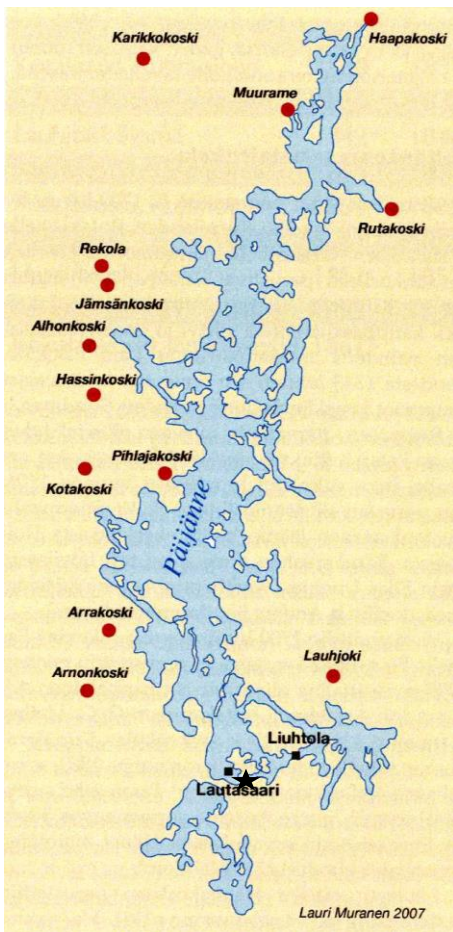 Karikkokoski
Haapakoski
Muurame
Rutakoski
Rekola
Jämsänkoski
Alhonkoski
Hassinkoski
Pihlajakoski
Kotakoski
Päijänne
Arrakoski
Lauhjoki
Arnonkoski
Liuhtola
Lautasaari
Lauri Muranen 2007